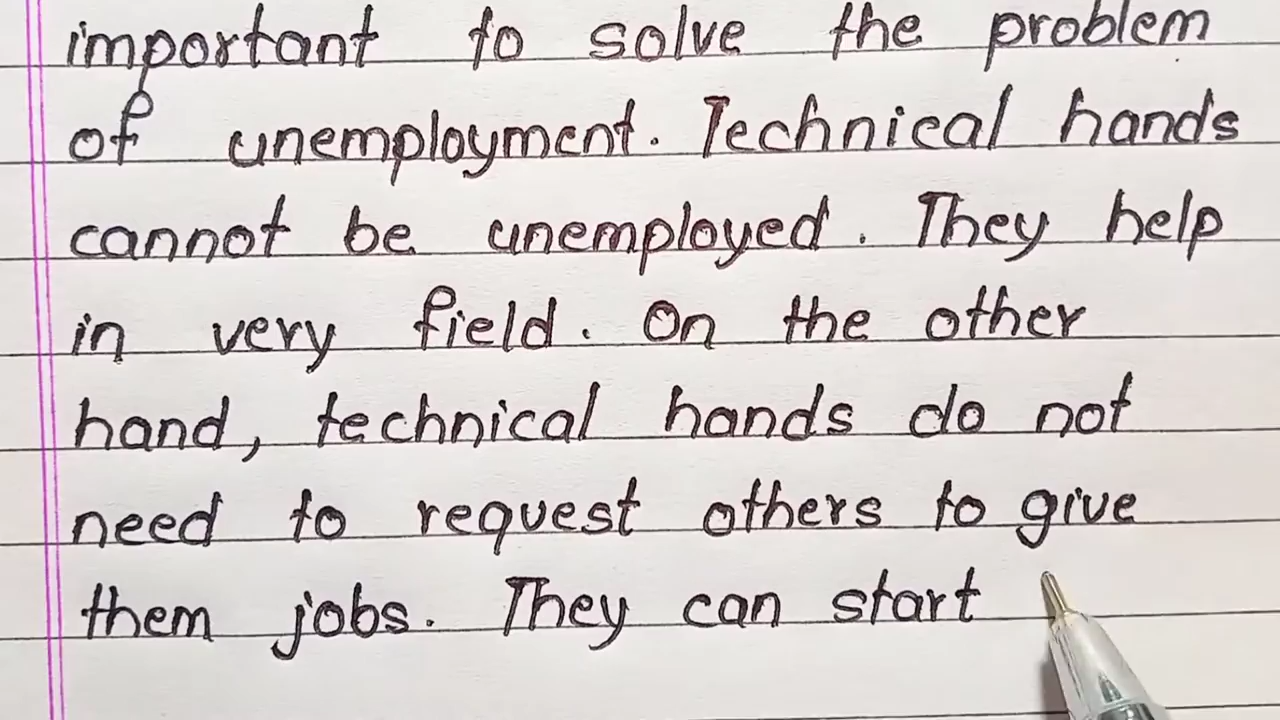 important to solve the problem
of unemployment. Technical hands
cannot be unemployed. They help
in very field. On the other
hand, technical hands do not
need to request others to give
them jobs. They can start